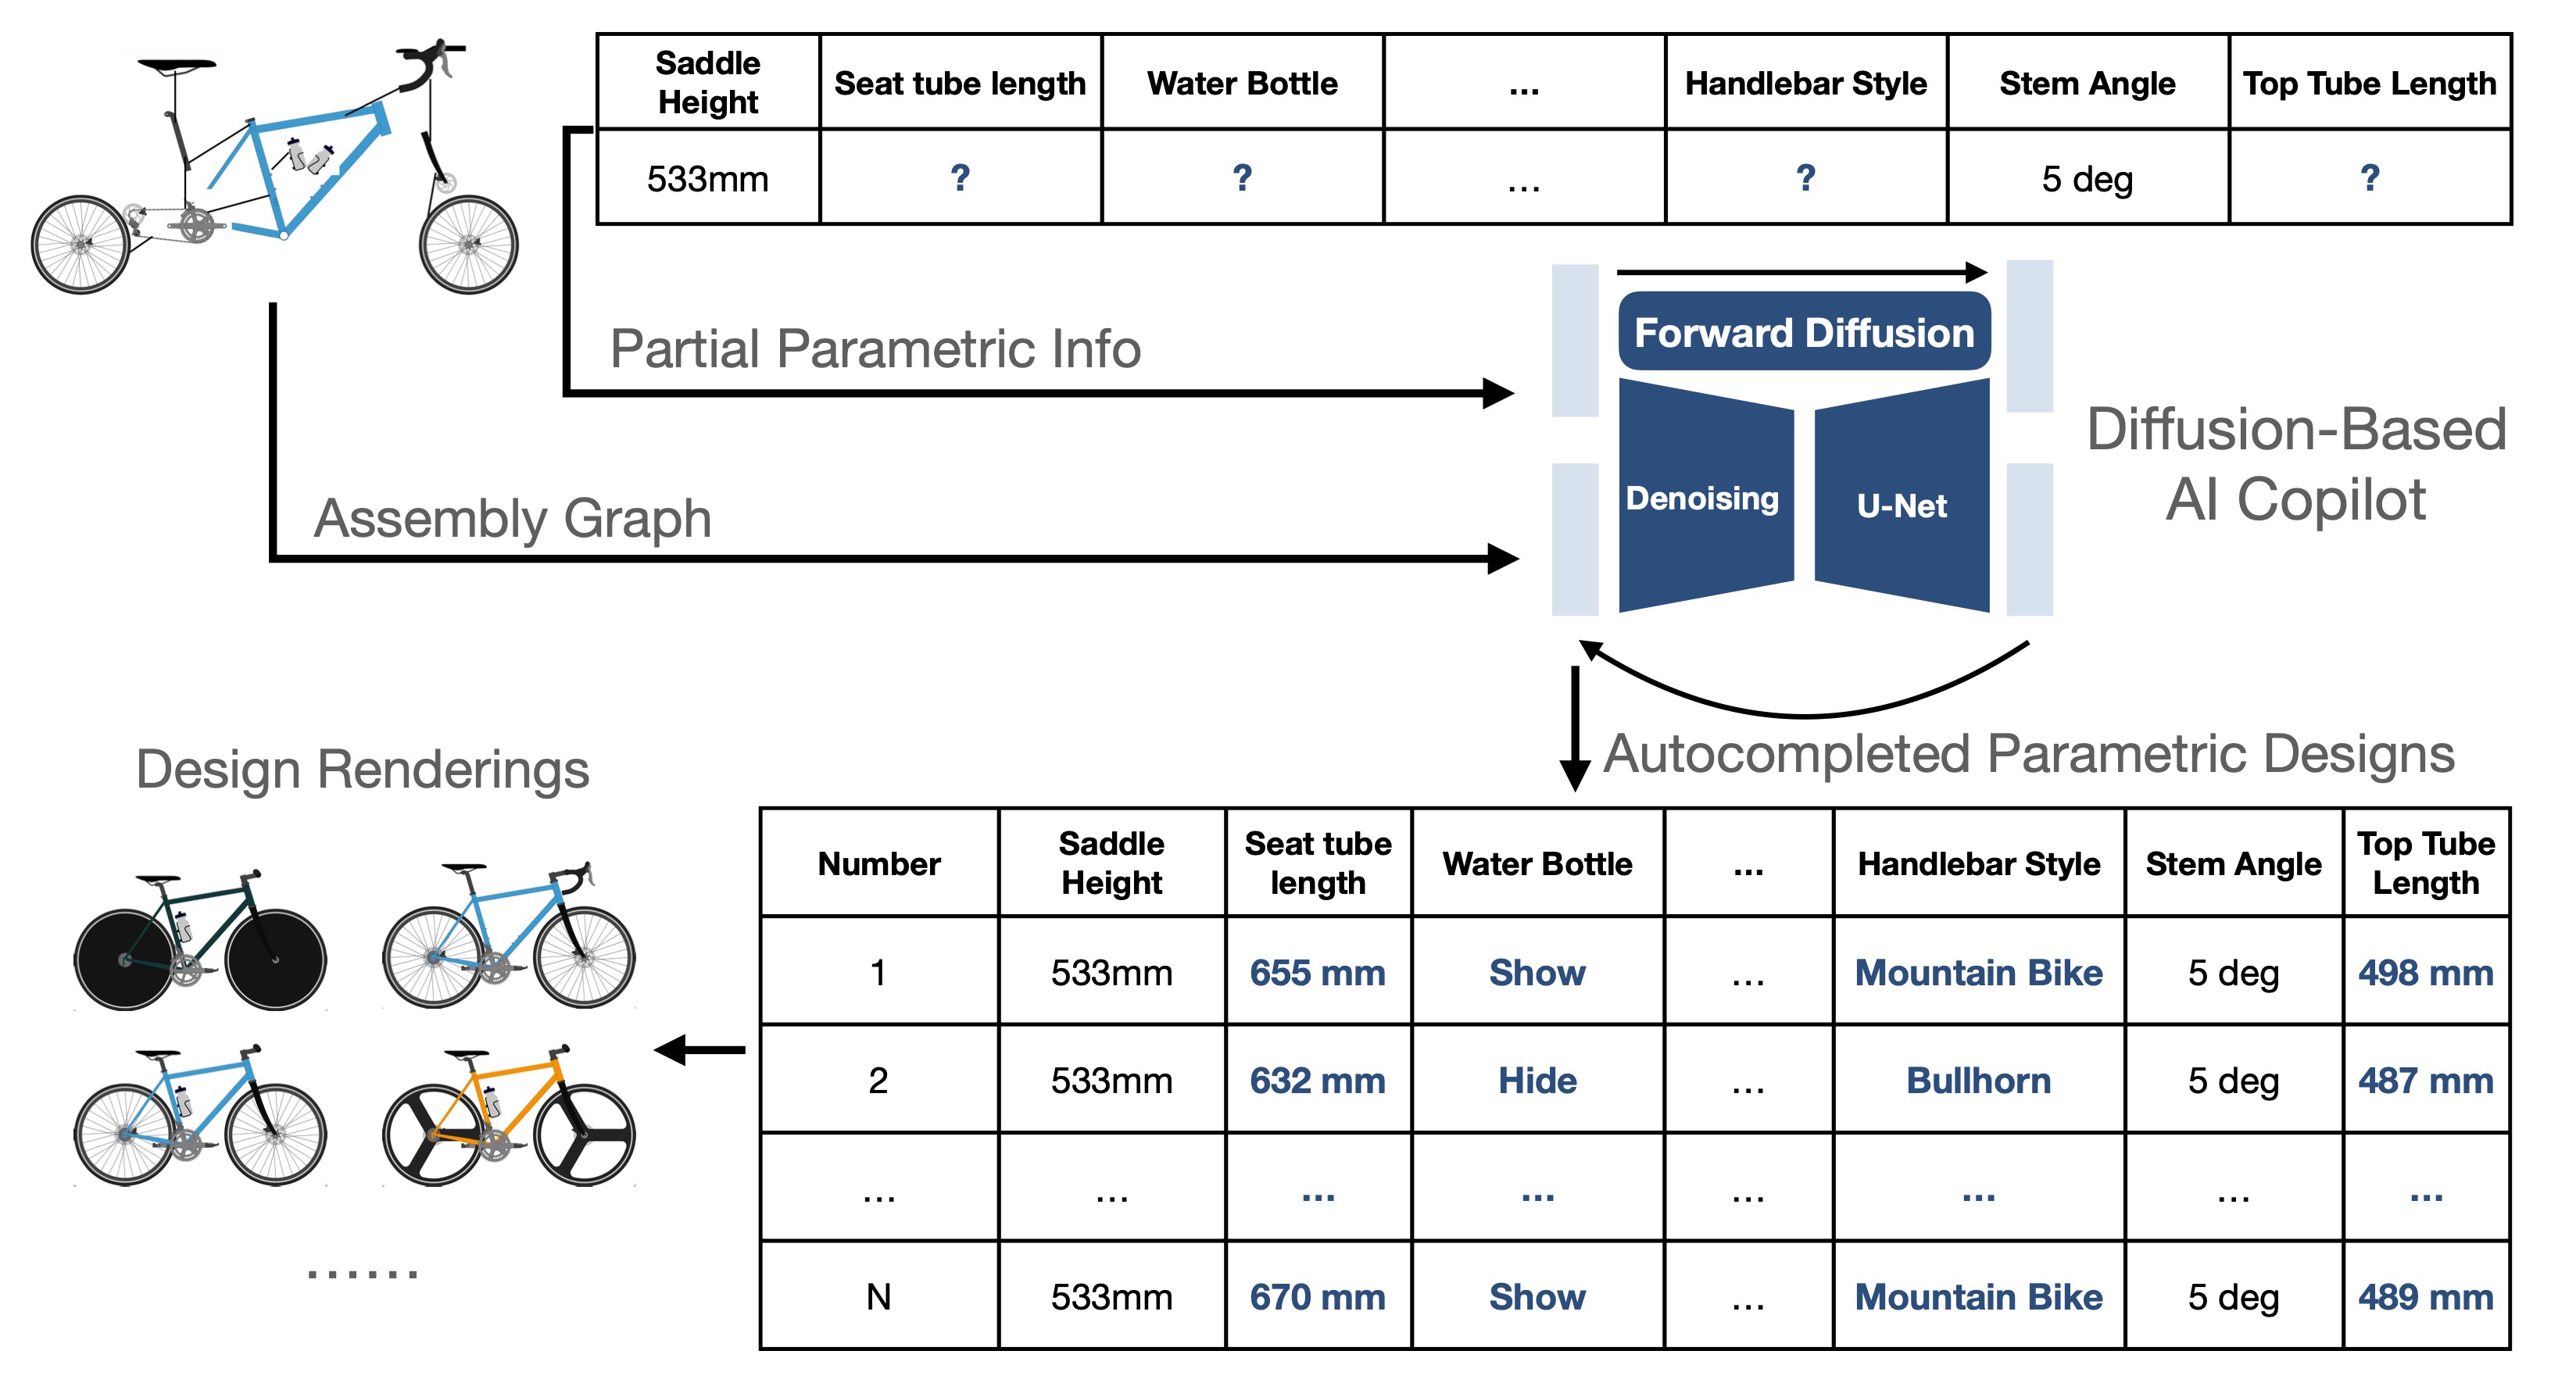 Saddle Height Seat tube length Water Bottle ... Handlebar Style Stem Angle Top Tube Length
533mm ? ? ... ? 5 deg ?
Partial Parametric Info
Assembly Graph
Forward Diffusion
Denoising U-Net
Diffusion-Based
AI Copilot
Autocompleted Parametric Designs
Design Renderings
......
Number Saddle Height Seat tube length Water Bottle ... Handlebar Style Stem Angle Top Tube Length
1 533mm 655 mm Show ... Mountain Bike 5 deg 498 mm
2 533mm 632 mm Hide ... Bullhorn 5 deg 487 mm
... ... ... ... ... ... ... ...
N 533mm 670 mm Show ... Mountain Bike 5 deg 489 mm